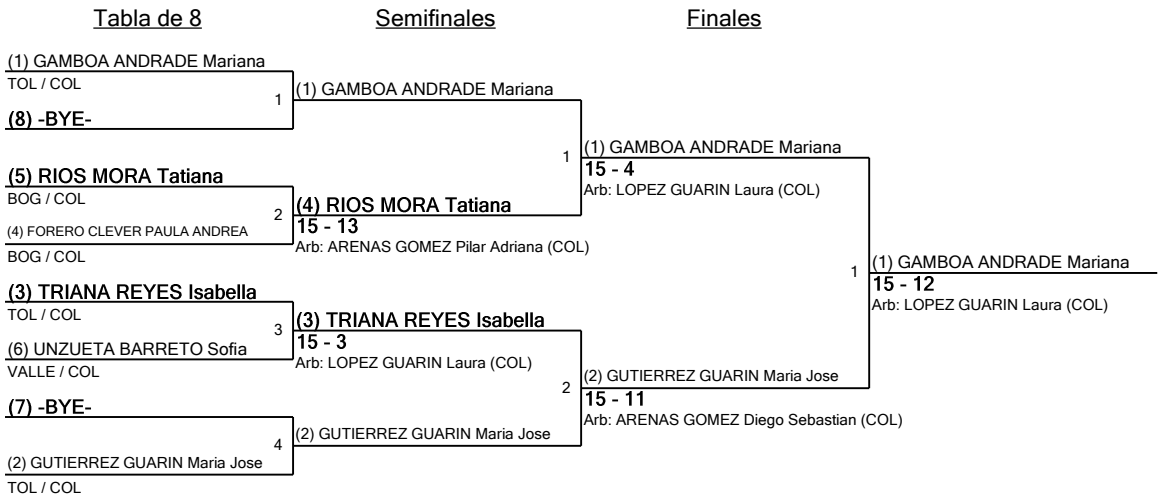 Tabla de 8
Semifinales
Finales
(1) GAMBOA ANDRADE Mariana
TOL / COL
1
(8) -BYE-
(1) GAMBOA ANDRADE Mariana
(5) RIOS MORA Tatiana
BOG / COL
2
(4) FORERO CLEVER PAULA ANDREA
BOG / COL
(4) RIOS MORA Tatiana
15 - 13
Arb: ARENAS GOMEZ Pilar Adriana (COL)
1
(1) GAMBOA ANDRADE Mariana
15 - 4
Arb: LOPEZ GUARIN Laura (COL)
(3) TRIANA REYES Isabella
TOL / COL
3
(6) UNZUETA BARRETO Sofia
VALLE / COL
(3) TRIANA REYES Isabella
15 - 3
Arb: LOPEZ GUARIN Laura (COL)
(7) -BYE-
4
(2) GUTIERREZ GUARIN Maria Jose
TOL / COL
(2) GUTIERREZ GUARIN Maria Jose
2
(2) GUTIERREZ GUARIN Maria Jose
15 - 11
Arb: ARENAS GOMEZ Diego Sebastian (COL)
1
(1) GAMBOA ANDRADE Mariana
15 - 12
Arb: LOPEZ GUARIN Laura (COL)